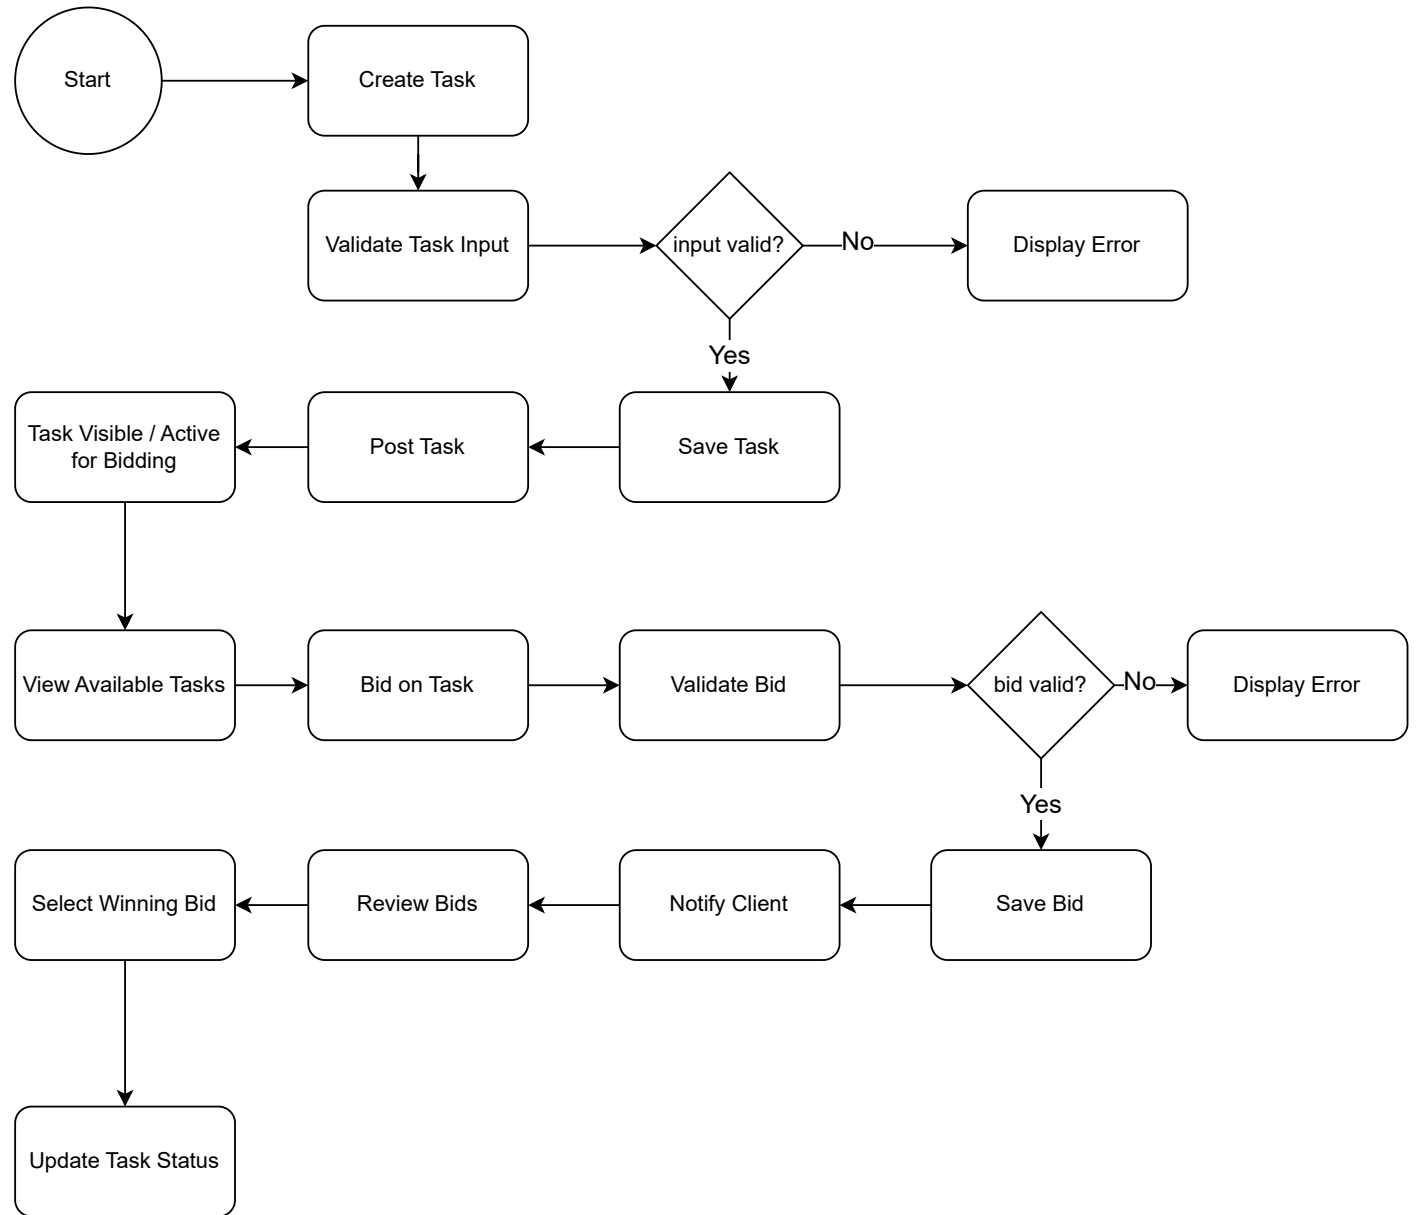 Start
Create Task
Validate Task Input
input valid?
No
Display Error
Yes
Task Visible / Active
for Bidding
Post Task
Save Task
View Available Tasks
Bid on Task
Validate Bid
bid valid?
No
Display Error
Yes
Select Winning Bid
Review Bids
Notify Client
Save Bid
Update Task Status